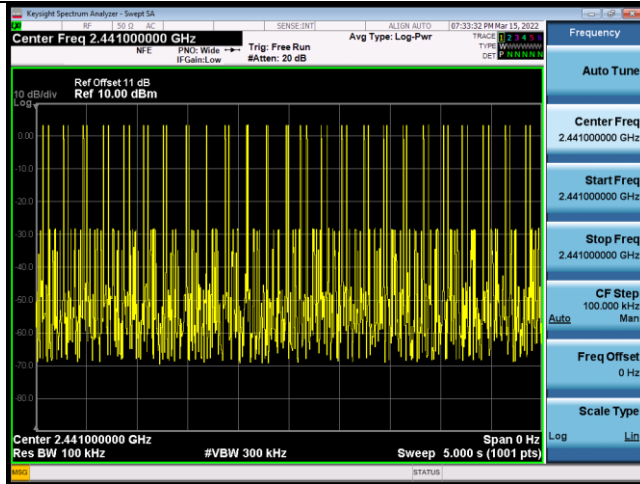 Keysight Spectrum Analyzer - Swept SA
RF 50 Ω AC SENSE:INT ALIGN AUTO 07:33:32 PM Mar 15, 2022
Center Freq 2.441000000 GHz Avg Type: Log-Pwr TRACE 1 2 3 4 5 6
NFE PNO: Wide Trig: Free Run TYPE WWWWWW
IFGain:Low #Atten: 20 dB DET P NNNNN
Ref Offset 11 dB
10 dB/div Ref 10.00 dBm
Log
0.00
-10.0
-20.0
-30.0
-40.0
-50.0
-60.0
-70.0
-80.0
Center 2.441000000 GHz Span 0 Hz
Res BW 100 kHz #VBW 300 kHz Sweep 5.000 s (1001 pts)
MSG STATUS
Frequency
Auto Tune
Center Freq
2.441000000 GHz
Start Freq
2.441000000 GHz
Stop Freq
2.441000000 GHz
CF Step
100.000 kHz
Auto Man
Freq Offset
0 Hz
Scale Type
Log Lin